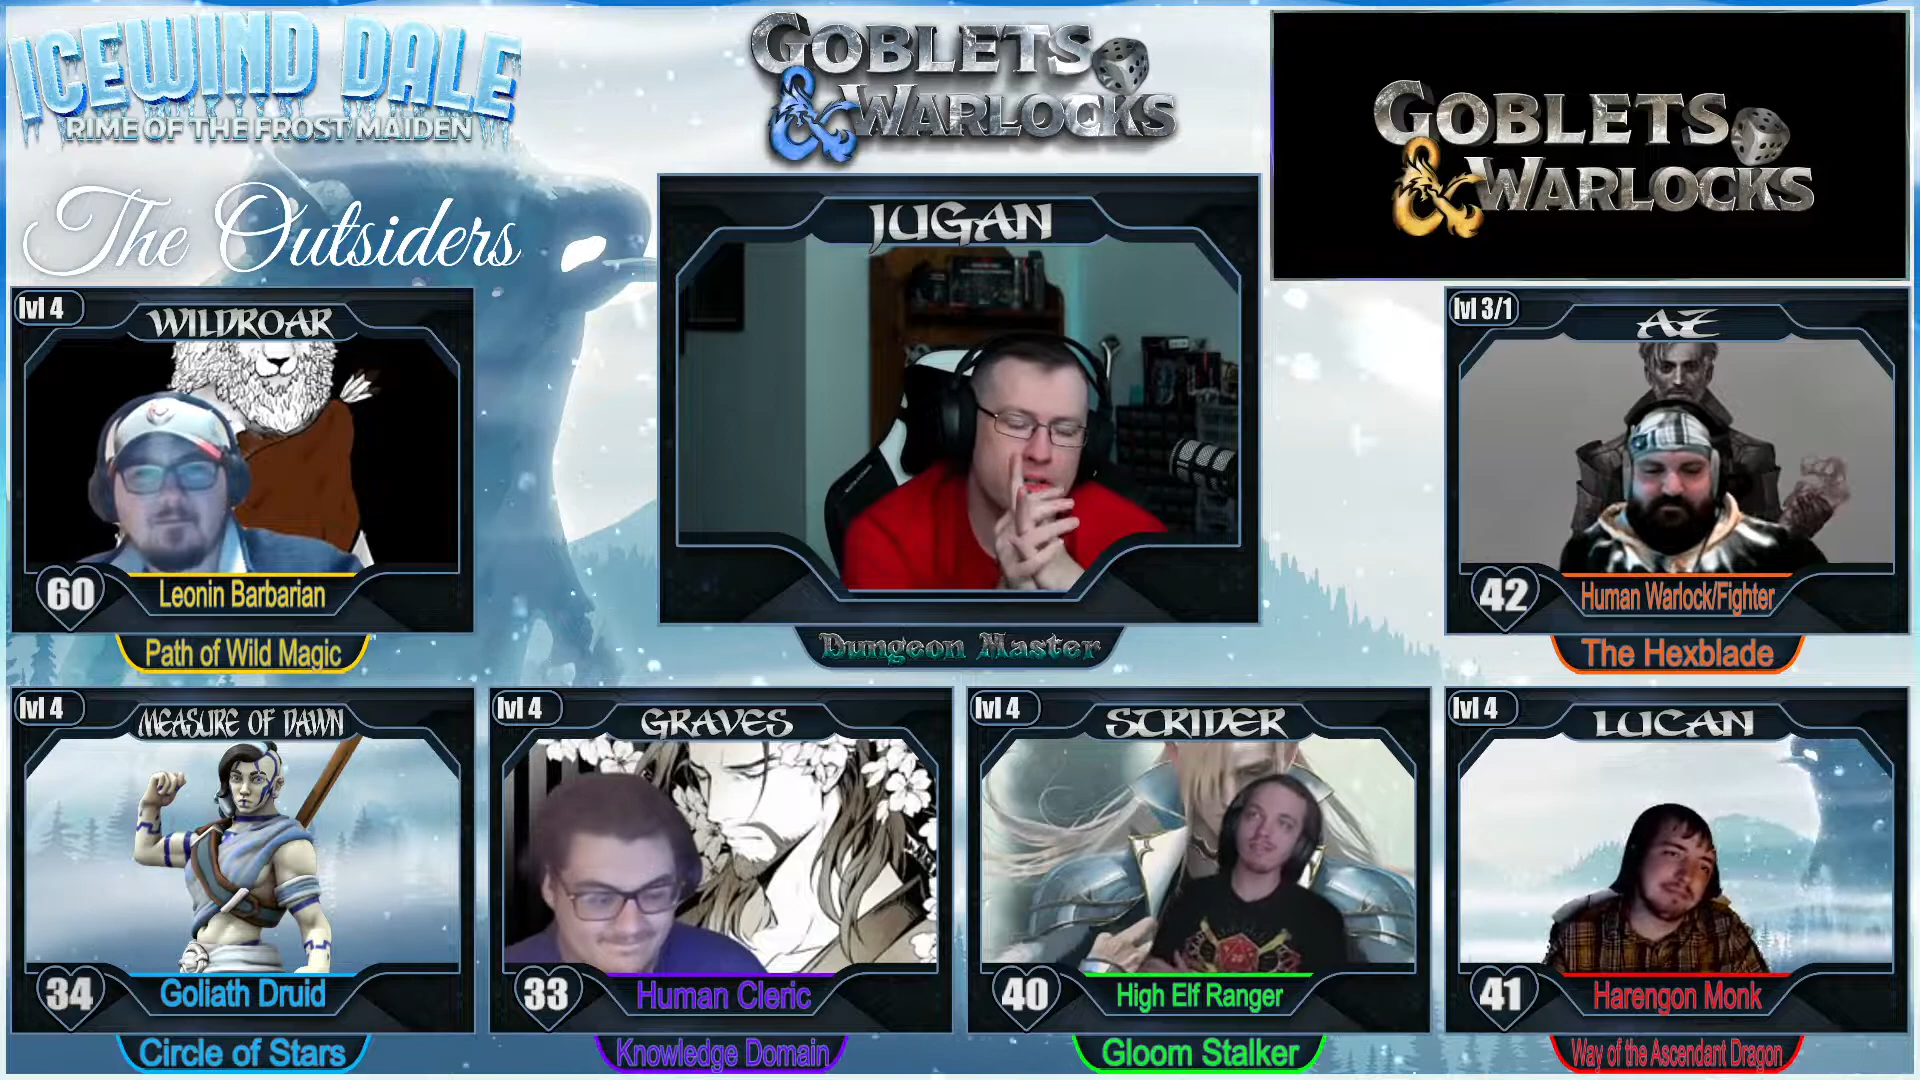 ICEWIND DALE
RIME OF THE FROST MAIDEN
The Outsiders
GOBLETS
& WARLOCKS
GOBLETS
& WARLOCKS
JUGAN
Dungeon Master
lvl 4
WILDROAR
60
Leonin Barbarian
Path of Wild Magic
lvl 3/1
AZ
42
Human Warlock/Fighter
The Hexblade
lvl 4
MEASURE OF DAWN
34
Goliath Druid
Circle of Stars
lvl 4
GRAVES
33
Human Cleric
Knowledge Domain
lvl 4
STRIDER
40
High Elf Ranger
Gloom Stalker
lvl 4
LUCAN
41
Harengon Monk
Way of the Ascendant Dragon